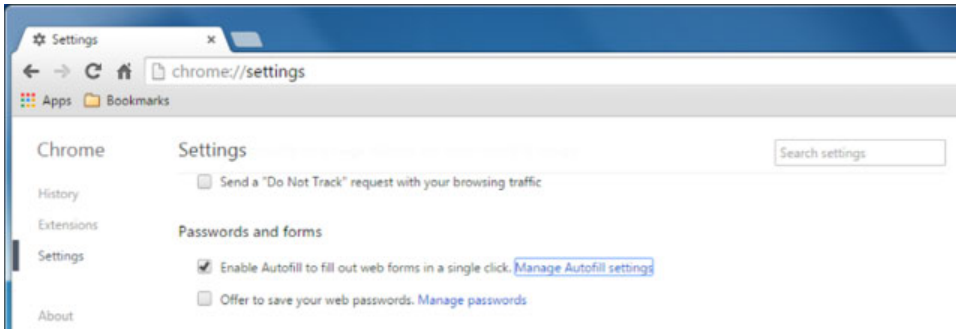 Settings ×
chrome://settings
Apps Bookmarks
Chrome Settings Search settings
Send a "Do Not Track" request with your browsing traffic
History
Extensions Passwords and forms
Settings Enable Autofill to fill out web forms in a single click. Manage Autofill settings
Offer to save your web passwords. Manage passwords
About